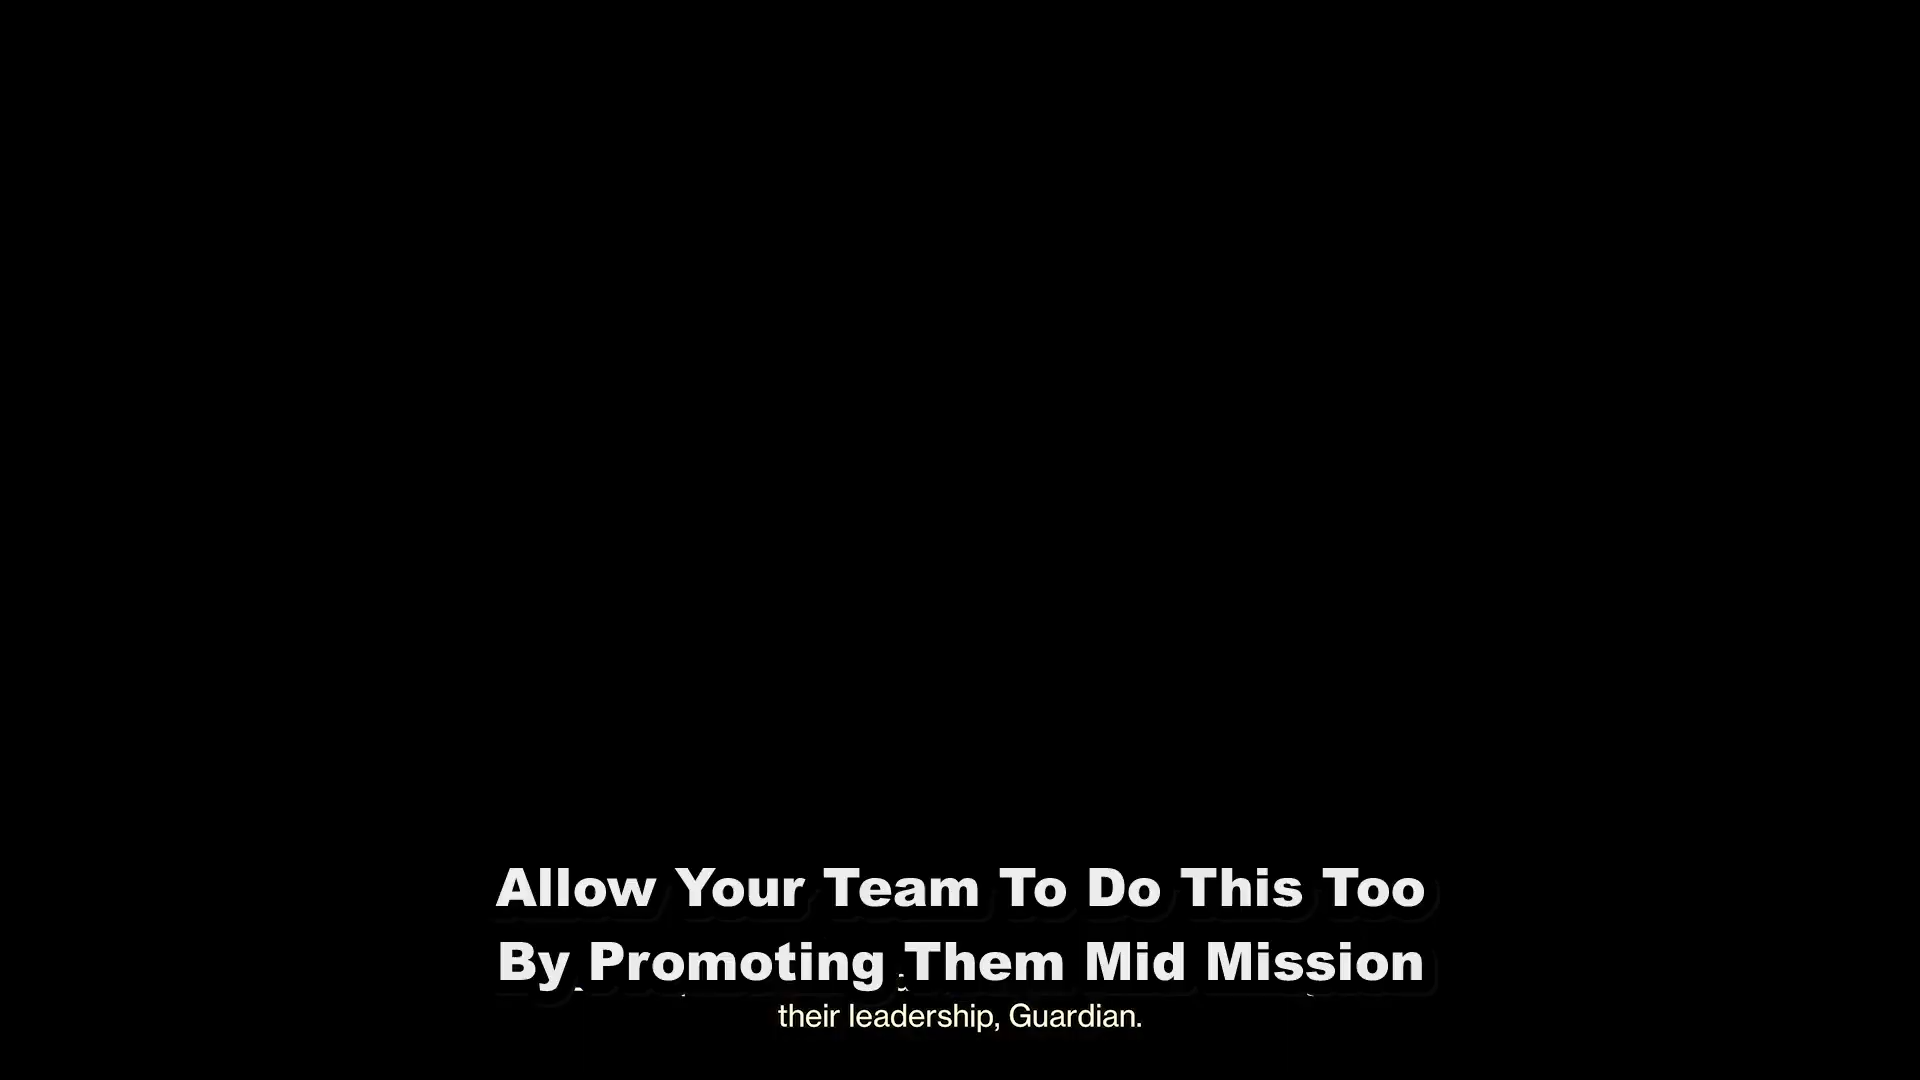 Allow Your Team To Do This Too
By Promoting Them Mid Mission
their leadership, Guardian.